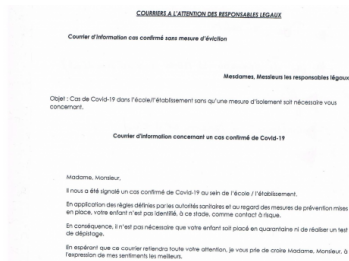 COURRIERS A L'ATTENTION DES RESPONSABLES LEGAUX
Courrier d'information cas confirmé sans mesure d'éviction
Mesdames, Messieurs les responsables légaux
Objet : Cas de Covid-19 dans l'école/l'établissement sans qu'une mesure d'isolement soit nécessaire vous
concernant.
Courrier d'information concernant un cas confirmé de Covid-19
Madame, Monsieur,
Il nous a été signalé un cas confirmé de Covid-19 au sein de l'école / l'établissement.
En application des règles définies par les autorités sanitaires et au regard des mesures de prévention mises
en place, votre enfant n'est pas identifié, à ce stade, comme contact à risque.
En conséquence, il n'est pas nécessaire que votre enfant soit placé en quarantaine ni de réaliser un test
de dépistage.
En espérant que ce courrier retiendra toute votre attention, je vous prie de croire Madame, Monsieur, à
l'expression de mes sentiments les meilleurs.